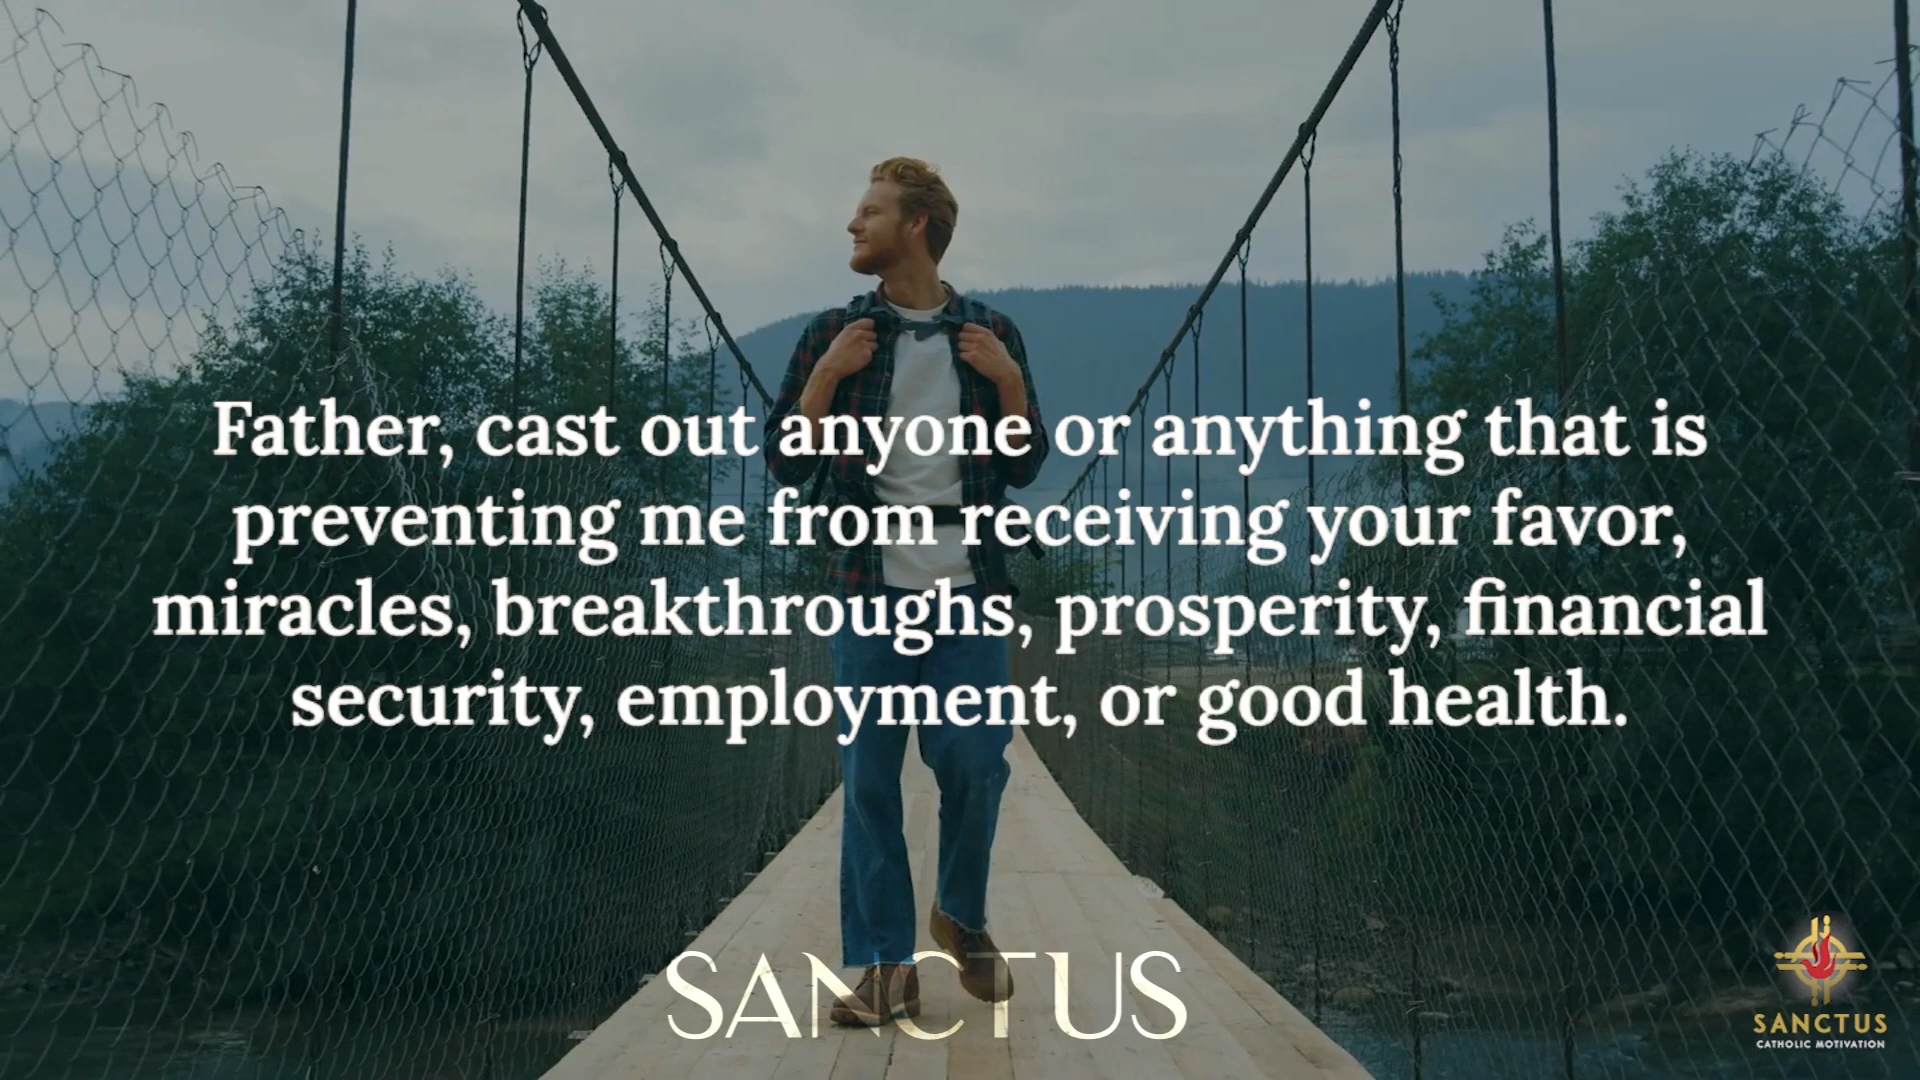 Father, cast out anyone or anything that is
preventing me from receiving your favor,
miracles, breakthroughs, prosperity, financial
security, employment, or good health.
SANCTUS
SANCTUS
CATHOLIC MOTIVATION